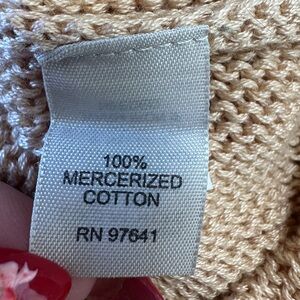 100%
MERCERIZED
COTTON
RN 97641